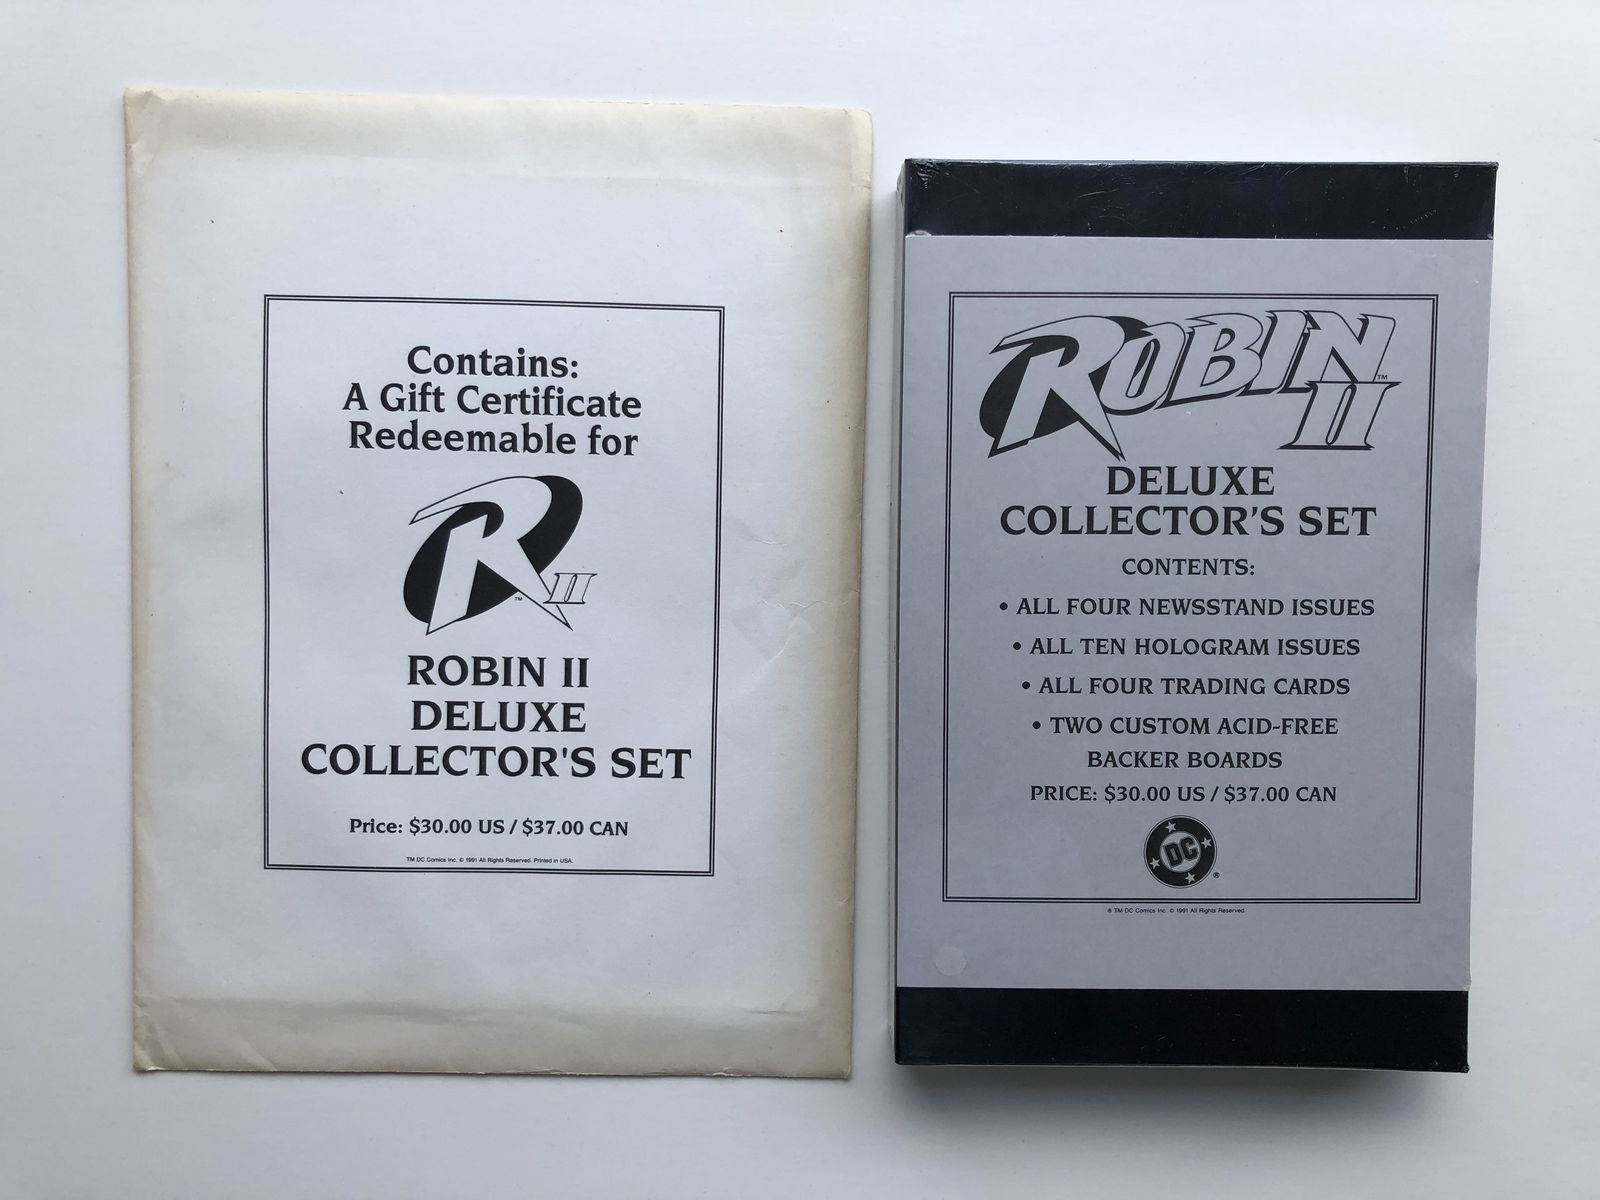 Contains:
A Gift Certificate
Redeemable for
R II
™
ROBIN II
DELUXE
COLLECTOR'S SET
Price: $30.00 US / $37.00 CAN
TM DC Comics Inc. © 1991 All Rights Reserved. Printed in USA.
ROBIN
II
™
DELUXE
COLLECTOR'S SET
CONTENTS:
• ALL FOUR NEWSSTAND ISSUES
• ALL TEN HOLOGRAM ISSUES
• ALL FOUR TRADING CARDS
• TWO CUSTOM ACID-FREE
BACKER BOARDS
PRICE: $30.00 US / $37.00 CAN
DC
®
® TM DC Comics Inc. © 1991 All Rights Reserved.